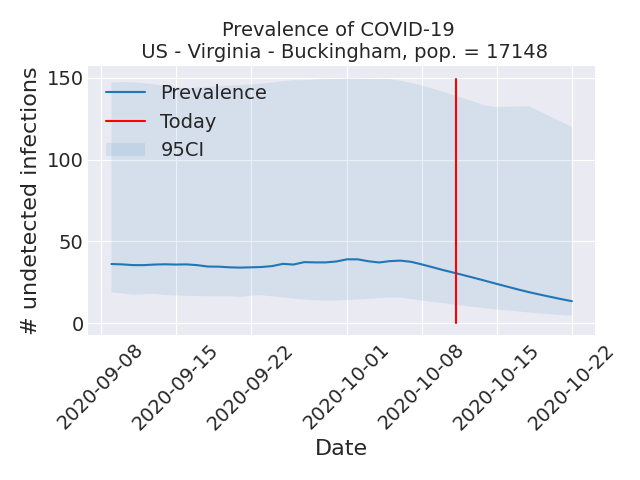 Prevalence of COVID-19
US - Virginia - Buckingham, pop. = 17148
# undetected infections
150
100
50
0
Prevalence
Today
95CI
2020-09-08
2020-09-15
2020-09-22
2020-10-01
2020-10-08
2020-10-15
2020-10-22
Date